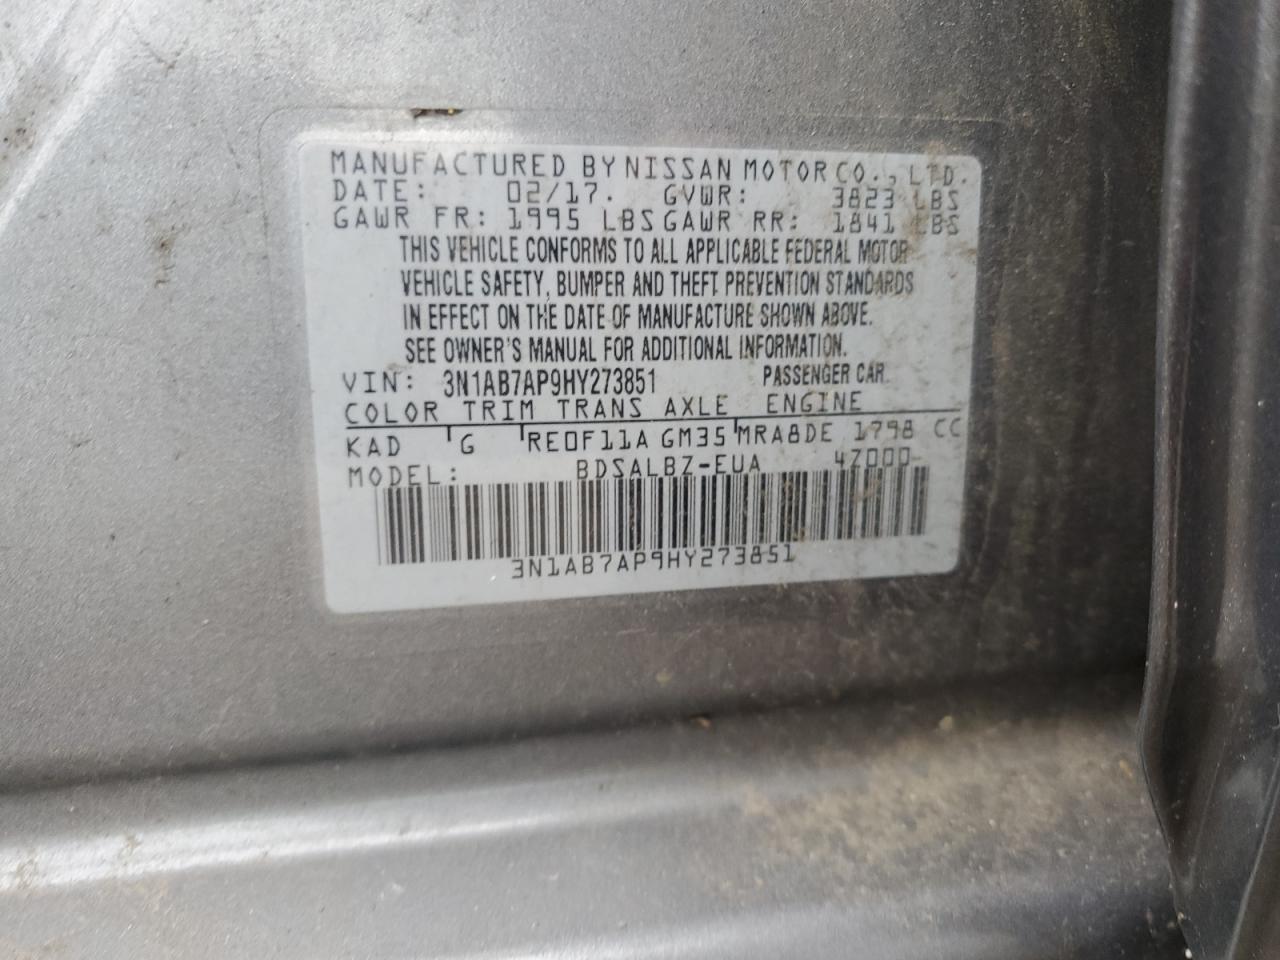 MANUFACTURED BY NISSAN MOTOR CO., LTD.
DATE: 02/17. GVWR: 3823 LBS
GAWR FR: 1995 LBS GAWR RR: 1841 LBS
THIS VEHICLE CONFORMS TO ALL APPLICABLE FEDERAL MOTOR
VEHICLE SAFETY, BUMPER AND THEFT PREVENTION STANDARDS
IN EFFECT ON THE DATE OF MANUFACTURE SHOWN ABOVE.
SEE OWNER'S MANUAL FOR ADDITIONAL INFORMATION.
VIN: 3N1AB7AP9HY273851 PASSENGER CAR
COLOR TRIM TRANS AXLE ENGINE
KAD G RE0F11A GM35 MRA8DE 1798 CC
MODEL: BDSALBZ-EUA 4Z000-
3N1AB7AP9HY273851